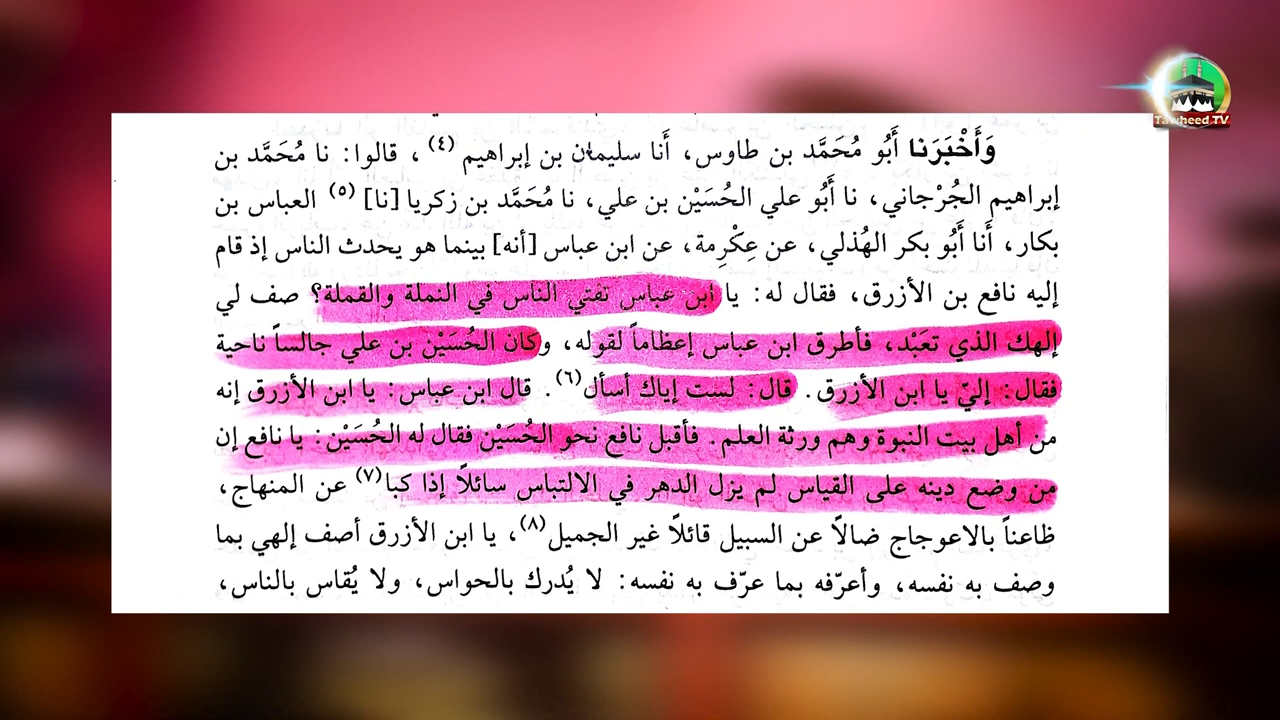 وَأَخْبَرَنا أَبُو مُحَمَّد بن طاوس، أَنا سليمان بن إبراهيم (٤)، قالوا: نا مُحَمَّد بن
إبراهيم الجُرْجاني، نا أَبُو علي الحُسَيْن بن علي، نا مُحَمَّد بن زكريا [نا] (٥) العباس بن
بكار، أَنا أَبُو بكر الهُذلي، عن عِكْرِمة، عن ابن عباس [أنه] بينما هو يحدث الناس إذ قام
إليه نافع بن الأزرق، فقال له: يا ابن عباس تفتي الناس في النملة والقملة؟ صف لي
إلهك الذي تعَبْد، فأطرق ابن عباس إعظاماً لقوله، وكان الحُسَيْن بن علي جالساً ناحية
فقال: إليّ يا ابن الأزرق. قال: لست إياك أسأل (٦). قال ابن عباس: يا ابن الأزرق إنه
من أهل بيت النبوة وهم ورثة العلم. فأقبل نافع نحو الحُسَيْن فقال له الحُسَيْن: يا نافع إن
من وضع دينه على القياس لم يزل الدهر في الالتباس سائلاً إذا كبا (٧) عن المنهاج،
ظاعناً بالاعوجاج ضالاً عن السبيل قائلاً غير الجميل (٨)، يا ابن الأزرق أصف إلهي بما
وصف به نفسه، وأعرّفه بما عرّف به نفسه: لا يُدرك بالحواس، ولا يُقاس بالناس،
Tawheed TV